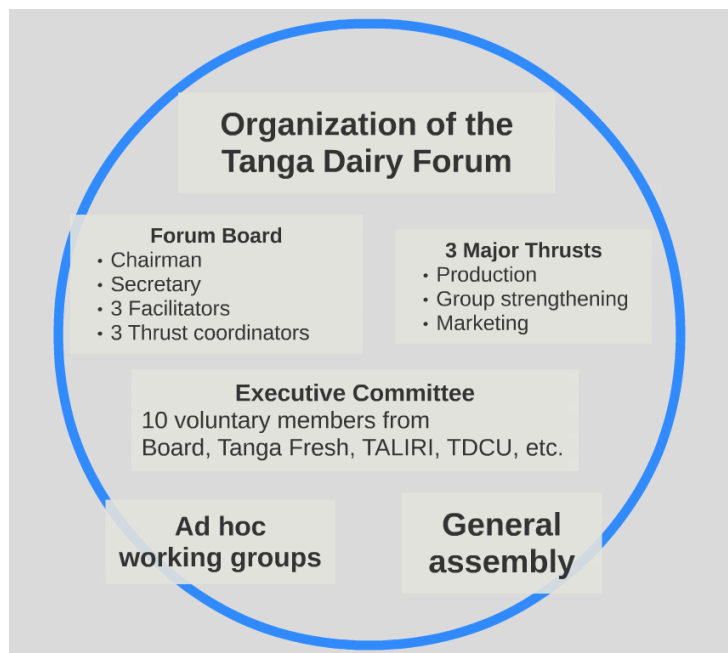 Organization of the
Tanga Dairy Forum
Forum Board
• Chairman
• Secretary
• 3 Facilitators
• 3 Thrust coordinators
3 Major Thrusts
• Production
• Group strengthening
• Marketing
Executive Committee
10 voluntary members from
Board, Tanga Fresh, TALIRI, TDCU, etc.
Ad hoc
working groups
General
assembly